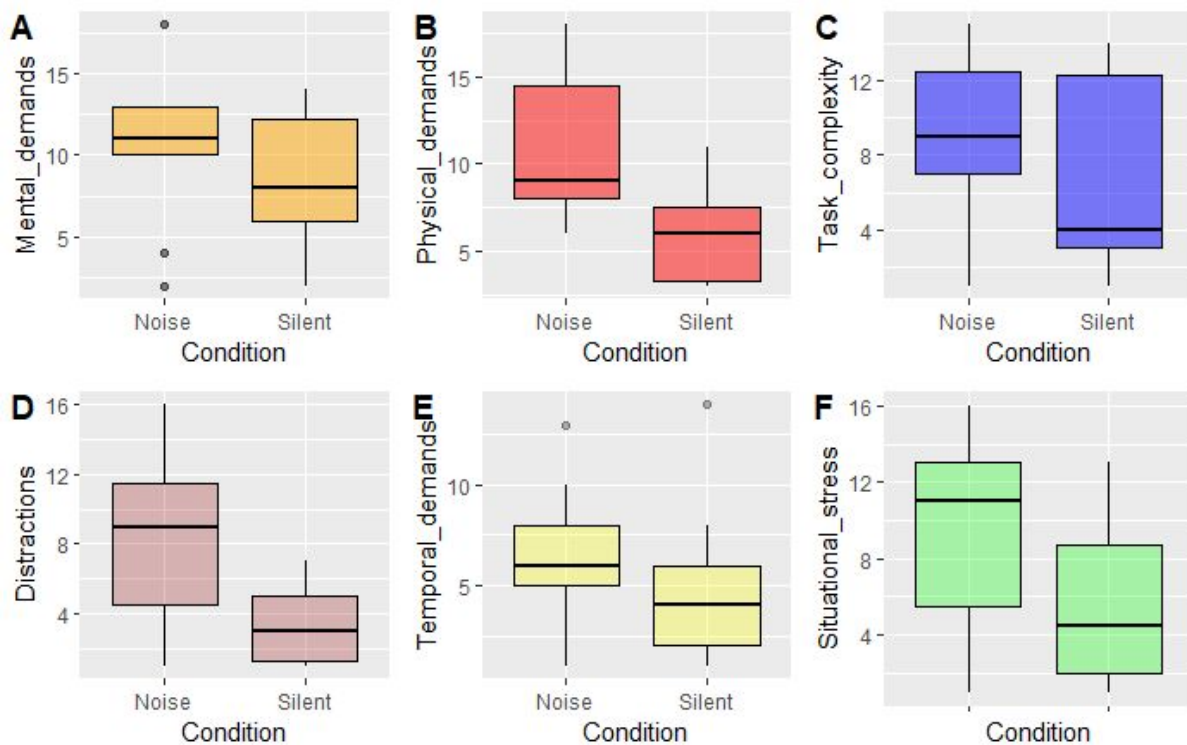 A
Mental_demands
15
10
5
Noise Silent
Condition
B
Physical_demands
15
10
5
Noise Silent
Condition
C
Task_complexity
12
8
4
Noise Silent
Condition
D
Distractions
16
12
8
4
Noise Silent
Condition
E
Temporal_demands
10
5
Noise Silent
Condition
F
Situational_stress
16
12
8
4
Condition